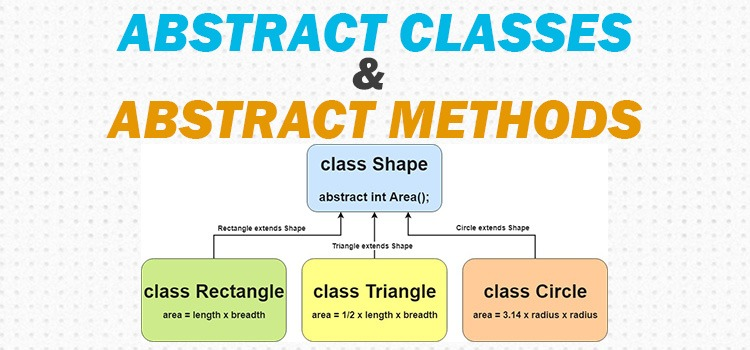 ABSTRACT CLASSES
&
ABSTRACT METHODS
class Shape
abstract int Area();
Rectangle extends Shape
Triangle extends Shape
Circle extends Shape
class Rectangle
area = length x breadth
class Triangle
area = 1/2 x length x breadth
class Circle
area = 3.14 x radius x radius